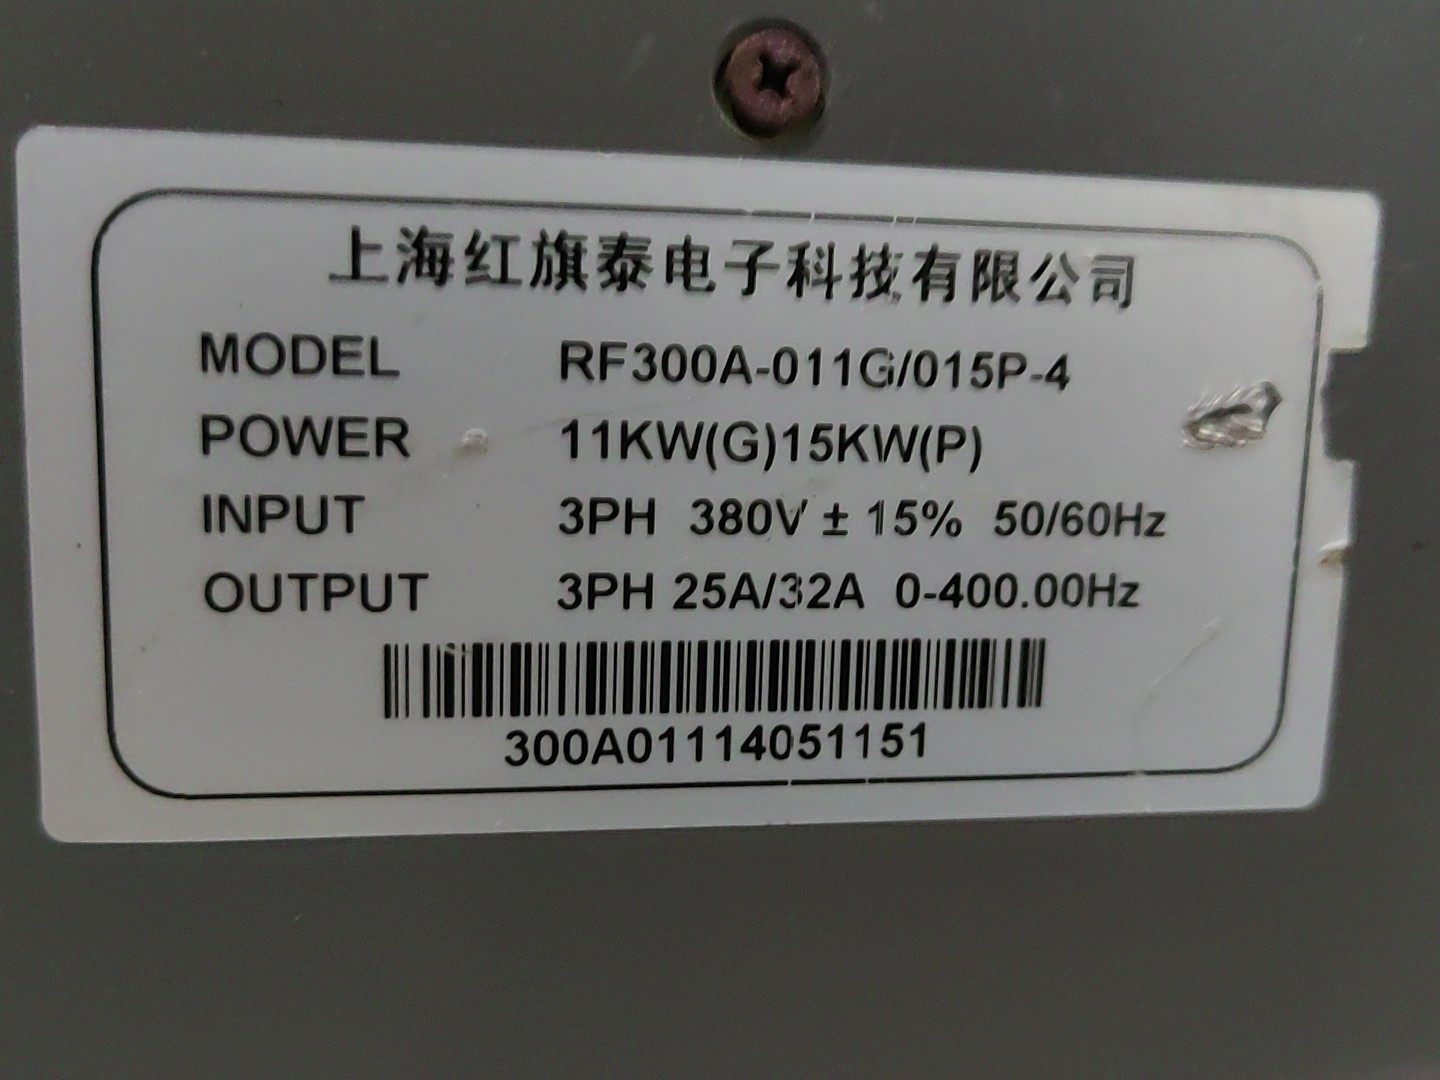 上海红旗泰电子科技有限公司
MODEL RF300A-011G/015P-4
POWER 11KW(G)15KW(P)
INPUT 3PH 380V ± 15% 50/60Hz
OUTPUT 3PH 25A/32A 0-400.00Hz
300A01114051151